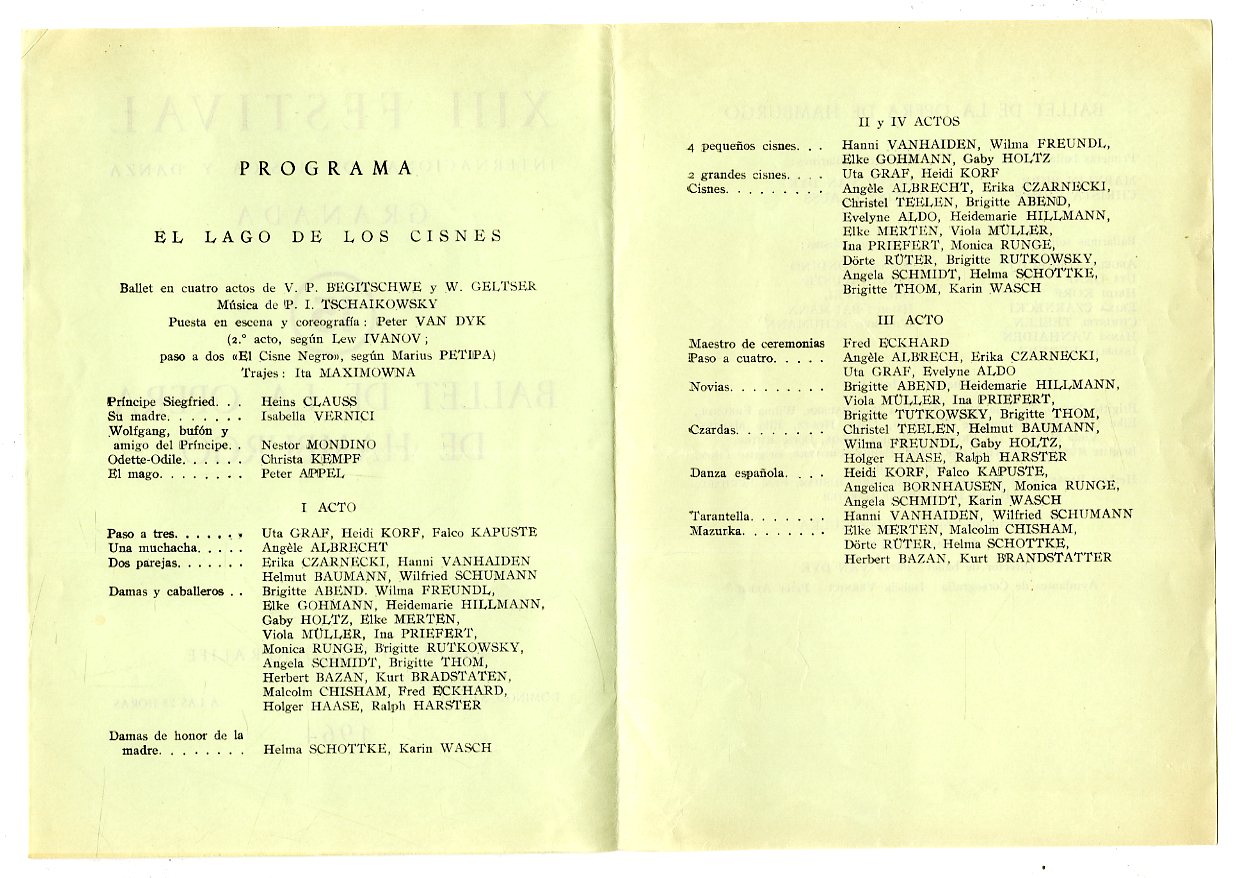 PROGRAMA
EL LAGO DE LOS CISNES
Ballet en cuatro actos de V. P. BEGITSCHWE y W. GELTSER
Música de P. I. TSCHAIKOWSKY
Puesta en escena y coreografía: Peter VAN DYK
(2.º acto, según Lew IVANOV;
paso a dos «El Cisne Negro», según Marius PETIPA)
Trajes: Ita MAXIMOWNA
Príncipe Siegfried. . . Heins CLAUSS
Su madre. . . . . . . Isabella VERNICI
Wolfgang, bufón y
amigo del Príncipe. . Nestor MONDINO
Odette-Odile. . . . . . Christa KEMPF
El mago. . . . . . . . Peter APPEL
I ACTO
Paso a tres. . . . . . . Uta GRAF, Heidi KORF, Falco KAPUSTE
Una muchacha. . . . . Angèle ALBRECHT
Dos parejas. . . . . . . Erika CZARNECKI, Hanni VANHAIDEN
Helmut BAUMANN, Wilfried SCHUMANN
Damas y caballeros . . Brigitte ABEND. Wilma FREUNDL,
Elke GOHMANN, Heidemarie HILLMANN,
Gaby HOLTZ, Elke MERTEN,
Viola MÜLLER, Ina PRIEFERT,
Monica RUNGE, Brigitte RUTKOWSKY,
Angela SCHMIDT, Brigitte THOM,
Herbert BAZAN, Kurt BRADSTATEN,
Malcolm CHISHAM, Fred ECKHARD,
Holger HAASE, Ralph HARSTER
Damas de honor de la
madre. . . . . . . . Helma SCHOTTKE, Karin WASCH
II y IV ACTOS
4 pequeños cisnes. . . Hanni VANHAIDEN, Wilma FREUNDL,
Elke GOHMANN, Gaby HOLTZ
2 grandes cisnes. . . . Uta GRAF, Heidi KORF
Cisnes. . . . . . . . . Angèle ALBRECHT, Erika CZARNECKI,
Christel TEELEN, Brigitte ABEND,
Evelyne ALDO, Heidemarie HILLMANN,
Elke MERTEN, Viola MÜLLER,
Ina PRIEFERT, Monica RUNGE,
Dörte RÜTER, Brigitte RUTKOWSKY,
Angela SCHMIDT, Helma SCHOTTKE,
Brigitte THOM, Karin WASCH
III ACTO
Maestro de ceremonias Fred ECKHARD
Paso a cuatro. . . . . Angèle ALBRECH, Erika CZARNECKI,
Uta GRAF, Evelyne ALDO
Novias. . . . . . . . . Brigitte ABEND, Heidemarie HILLMANN,
Viola MÜLLER, Ina PRIEFERT,
Brigitte TUTKOWSKY, Brigitte THOM,
Czardas. . . . . . . . . Christel TEELEN, Helmut BAUMANN,
Wilma FREUNDL, Gaby HOLTZ,
Holger HAASE, Ralph HARSTER
Danza española. . . . Heidi KORF, Falco KAPUSTE,
Angelica BORNHAUSEN, Monica RUNGE,
Angela SCHMIDT, Karin WASCH
Tarantella. . . . . . . Hanni VANHAIDEN, Wilfried SCHUMANN
Mazurka. . . . . . . . Elke MERTEN, Malcolm CHISHAM,
Dörte RÜTER, Helma SCHOTTKE,
Herbert BAZAN, Kurt BRANDSTATTER